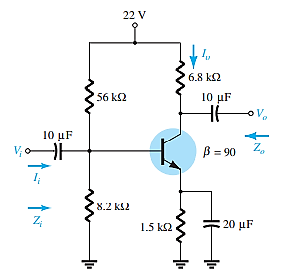 22 V
I_o
6.8 kΩ
56 kΩ
10 μF
V_o
10 μF
V_i
β = 90
Z_o
I_i
8.2 kΩ
Z_i
1.5 kΩ
20 μF